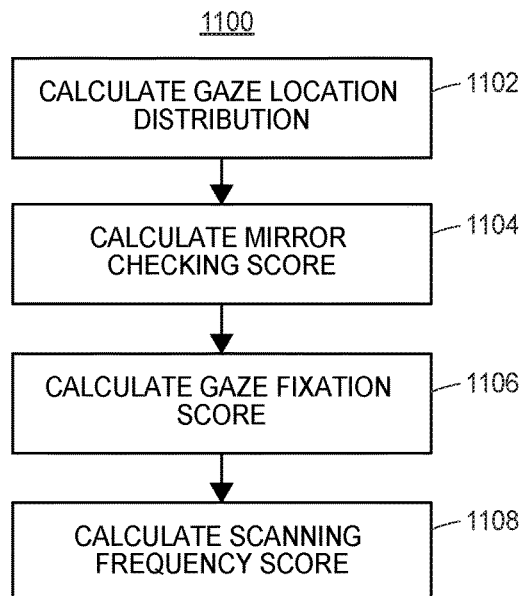 1100
CALCULATE GAZE LOCATION
DISTRIBUTION
1102
CALCULATE MIRROR
CHECKING SCORE
1104
CALCULATE GAZE FIXATION
SCORE
1106
CALCULATE SCANNING
FREQUENCY SCORE
1108